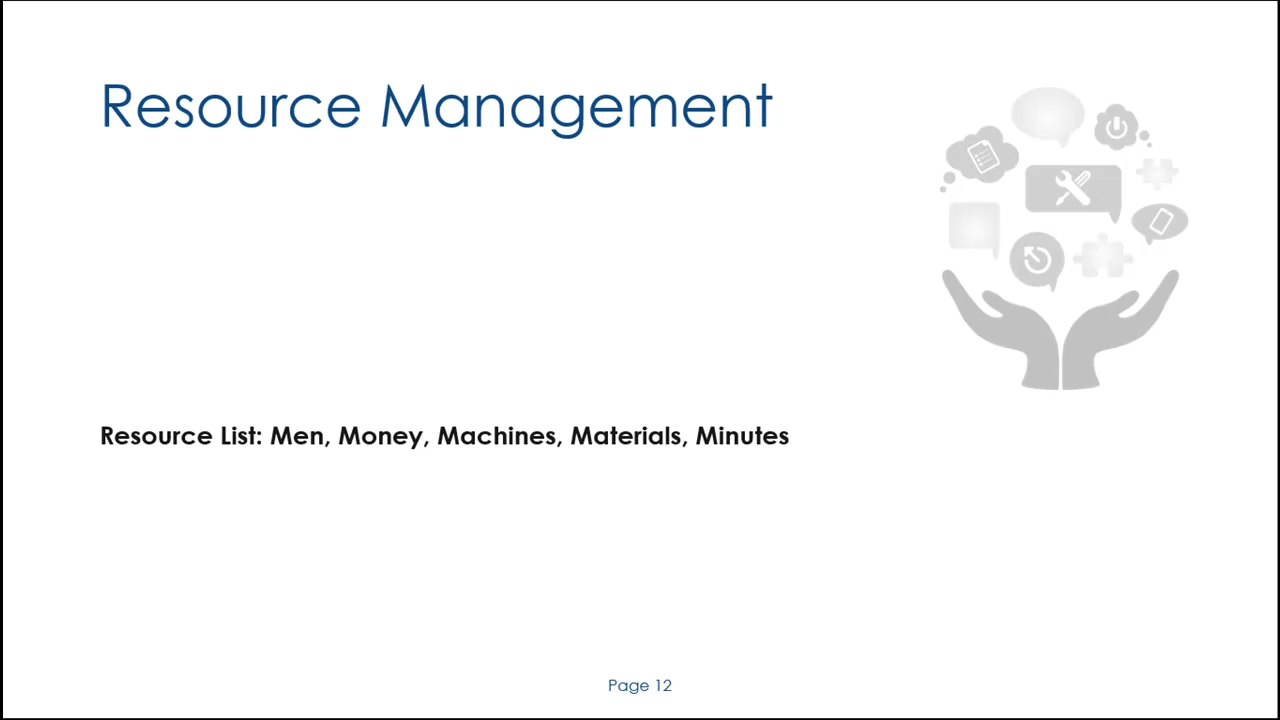 Resource Management
Resource List: Men, Money, Machines, Materials, Minutes
Page 12